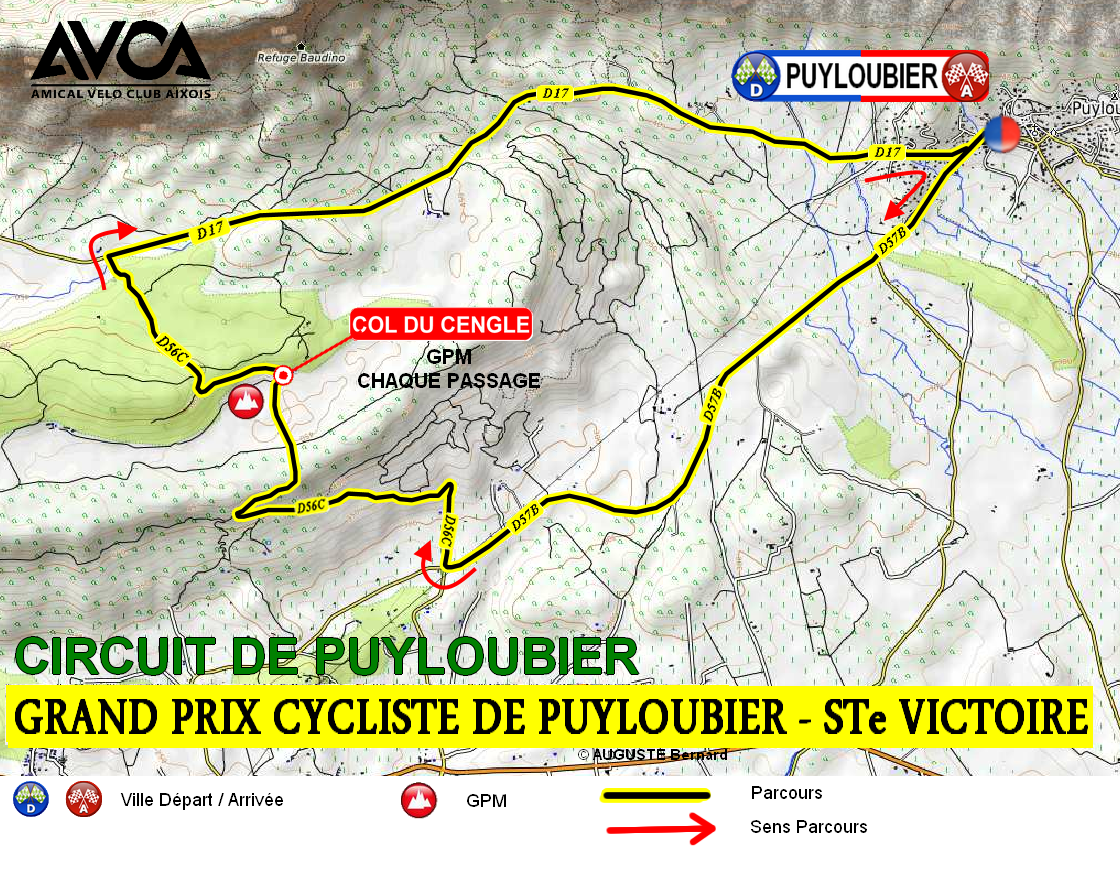 AVCA
AMICAL VELO CLUB AIXOIS
Refuge Baudino
D PUYLOUBIER A
D17
D17
D17
D57B
COL DU CENGLE
GPM
CHAQUE PASSAGE
D56C
D57B
D56C
D56C
D57B
CIRCUIT DE PUYLOUBIER
GRAND PRIX CYCLISTE DE PUYLOUBIER - STe VICTOIRE
© AUGUSTE Bernard
D A Ville Départ / Arrivée
GPM
Parcours
Sens Parcours